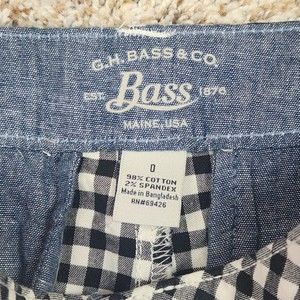 G.H. BASS & CO.
EST. Bass 1876
MAINE, USA
0
98% COTTON
2% SPANDEX
Made in Bangladesh
RN#69426